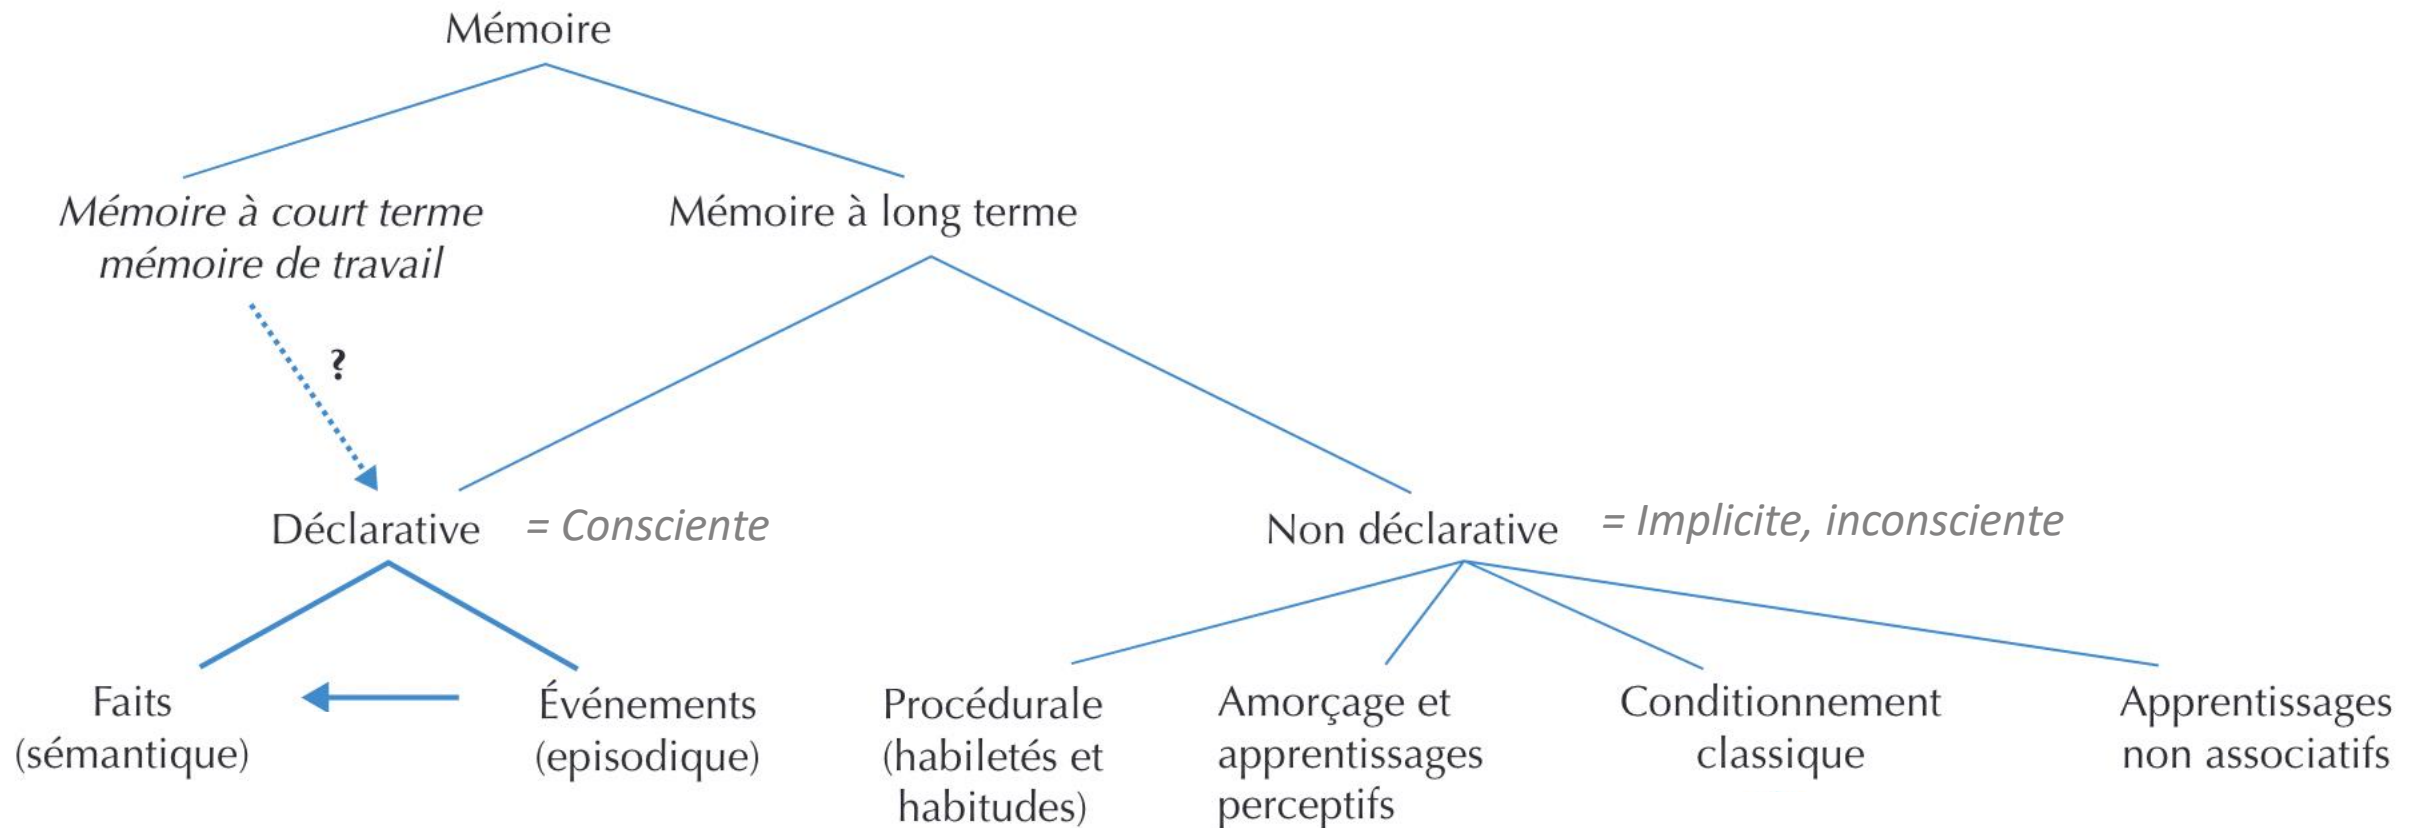 Mémoire
Mémoire à court terme
mémoire de travail
Mémoire à long terme
?
Déclarative
= Consciente
Non déclarative
= Implicite, inconsciente
Faits
(sémantique)
Événements
(episodique)
Procédurale
(habiletés et
habitudes)
Amorçage et
apprentissages
perceptifs
Conditionnement
classique
Apprentissages
non associatifs